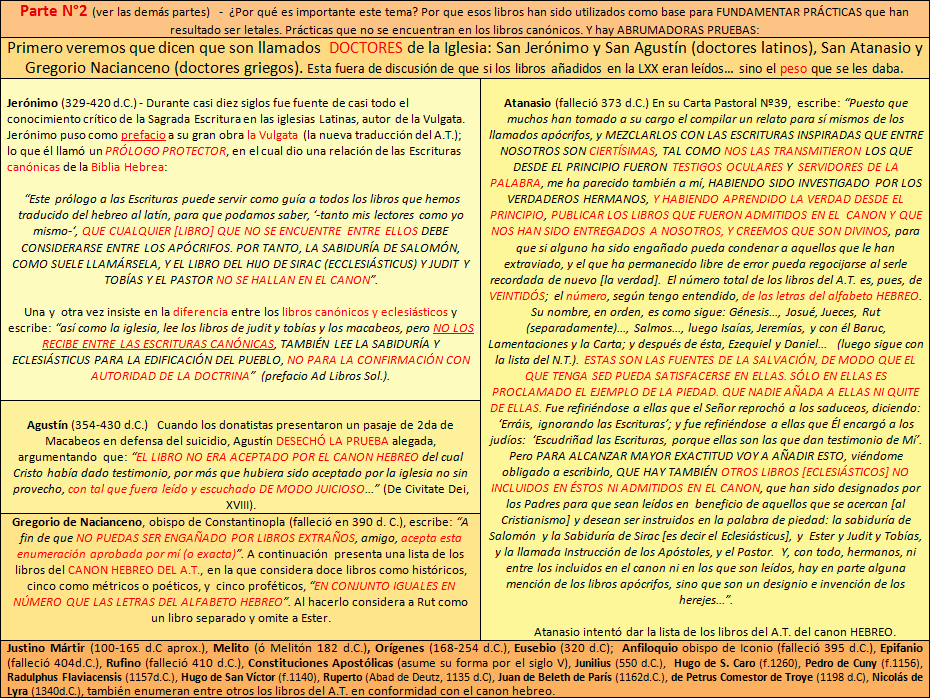 Parte N°2 (ver las demás partes) - ¿Por qué es importante este tema? Por que esos libros han sido utilizados como base para FUNDAMENTAR PRÁCTICAS que han
resultado ser letales. Prácticas que no se encuentran en los libros canónicos. Y hay ABRUMADORAS PRUEBAS:
Primero veremos que dicen que son llamados DOCTORES de la Iglesia: San Jerónimo y San Agustín (doctores latinos), San Atanasio y
Gregorio Nacianceno (doctores griegos). Esta fuera de discusión de que si los libros añadidos en la LXX eran leídos... sino el peso que se les daba.
Jerónimo (329-420 d.C.) - Durante casi diez siglos fue fuente de casi todo el
conocimiento crítico de la Sagrada Escritura en las iglesias Latinas, autor de la Vulgata.
Jerónimo puso como prefacio a su gran obra la Vulgata (la nueva traducción del A.T.);
lo que él llamó un PRÓLOGO PROTECTOR, en el cual dio una relación de las Escrituras
canónicas de la Biblia Hebrea:
“Este prólogo a las Escrituras puede servir como guía a todos los libros que hemos
traducido del hebreo al latín, para que podamos saber, ‘-tanto mis lectores como yo
mismo-‘, QUE CUALQUIER [LIBRO] QUE NO SE ENCUENTRE ENTRE ELLOS DEBE
CONSIDERARSE ENTRE LOS APÓCRIFOS. POR TANTO, LA SABIDURÍA DE SALOMÓN,
COMO SUELE LLAMÁRSELA, Y EL LIBRO DEL HIJO DE SIRAC (ECCLESIÁSTICUS) Y JUDIT Y
TOBÍAS Y EL PASTOR NO SE HALLAN EN EL CANON”.
Una y otra vez insiste en la diferencia entre los libros canónicos y eclesiásticos y
escribe: “así como la iglesia, lee los libros de judit y tobías y los macabeos, pero NO LOS
RECIBE ENTRE LAS ESCRITURAS CANÓNICAS, TAMBIÉN LEE LA SABIDURÍA Y
ECLESIÁSTICUS PARA LA EDIFICACIÓN DEL PUEBLO, NO PARA LA CONFIRMACIÓN CON
AUTORIDAD DE LA DOCTRINA” (prefacio Ad Libros Sol.).
Agustín (354-430 d.C.) Cuando los donatistas presentaron un pasaje de 2da de
Macabeos en defensa del suicidio, Agustín DESECHÓ LA PRUEBA alegada,
argumentando que: “EL LIBRO NO ERA ACEPTADO POR EL CANON HEBREO del cual
Cristo había dado testimonio, por más que hubiera sido aceptado por la iglesia no sin
provecho, con tal que fuera leído y escuchado DE MODO JUICIOSO…” (De Civitate Dei,
XVIII).
Gregorio de Nacianceno, obispo de Constantinopla (falleció en 390 d. C.), escribe: “A
fin de que NO PUEDAS SER ENGAÑADO POR LIBROS EXTRAÑOS, amigo, acepta esta
enumeración aprobada por mí (o exacta)”. A continuación presenta una lista de los
libros del CANON HEBREO DEL A.T., en la que considera doce libros como históricos,
cinco como métricos o poéticos, y cinco proféticos, “EN CONJUNTO IGUALES EN
NÚMERO QUE LAS LETRAS DEL ALFABETO HEBREO”. Al hacerlo considera a Rut como
un libro separado y omite a Ester.
Atanasio (falleció 373 d.C.) En su Carta Pastoral Nº39, escribe: “Puesto que
muchos han tomado a su cargo el compilar un relato para sí mismos de los
llamados apócrifos, y MEZCLARLOS CON LAS ESCRITURAS INSPIRADAS QUE ENTRE
NOSOTROS SON CIERTÍSIMAS, TAL COMO NOS LAS TRANSMITIERON LOS QUE
DESDE EL PRINCIPIO FUERON TESTIGOS OCULARES Y SERVIDORES DE LA
PALABRA, me ha parecido también a mí, HABIENDO SIDO INVESTIGADO POR LOS
VERDADEROS HERMANOS, Y HABIENDO APRENDIDO LA VERDAD DESDE EL
PRINCIPIO, PUBLICAR LOS LIBROS QUE FUERON ADMITIDOS EN EL CANON Y QUE
NOS HAN SIDO ENTREGADOS A NOSOTROS, Y CREEMOS QUE SON DIVINOS, para
que si alguno ha sido engañado pueda condenar a aquellos que le han
extraviado, y el que ha permanecido libre de error pueda regocijarse al serle
recordada de nuevo [la verdad]. El número total de los libros del A.T. es, pues, de
VEINTIDÓS; el número, según tengo entendido, de las letras del alfabeto HEBREO.
Su nombre, en orden, es como sigue: Génesis…, Josué, Jueces, Rut
(separadamente)…, Salmos…, luego Isaías, Jeremías, y con él Baruc,
Lamentaciones y la Carta; y después de ésta, Ezequiel y Daniel… (luego sigue con
la lista del N.T.). ESTAS SON LAS FUENTES DE LA SALVACIÓN, DE MODO QUE EL
QUE TENGA SED PUEDA SATISFACERSE EN ELLAS. SÓLO EN ELLAS ES
PROCLAMADO EL EJEMPLO DE LA PIEDAD. QUE NADIE AÑADA A ELLAS NI QUITE
DE ELLAS. Fue refiriéndose a ellas que el Señor reprochó a los saduceos, diciendo:
‘Erráis, ignorando las Escrituras’; y fue refiriéndose a ellas que Él encargó a los
judíos: ‘Escudriñad las Escrituras, porque ellas son las que dan testimonio de Mí’.
Pero PARA ALCANZAR MAYOR EXACTITUD VOY A AÑADIR ESTO, viéndome
obligado a escribirlo, QUE HAY TAMBIÉN OTROS LIBROS [ECLESIÁSTICOS] NO
INCLUIDOS EN ÉSTOS NI ADMITIDOS EN EL CANON, que han sido designados por
los Padres para que sean leídos en beneficio de aquellos que se acercan [al
Cristianismo] y desean ser instruidos en la palabra de piedad: la sabiduría de
Salomón y la Sabiduría de Sirac [es decir el Eclesiásticus], y Ester y Judit y Tobías,
y la llamada Instrucción de los Apóstoles, y el Pastor. Y, con todo, hermanos, ni
entre los incluidos en el canon ni en los que son leídos, hay en parte alguna
mención de los libros apócrifos, sino que son un designio e invención de los
herejes…”.
Atanasio intentó dar la lista de los libros del A.T. del canon HEBREO.
Justino Mártir (100-165 d.C aprox.), Melito (ó Melitón 182 d.C.), Orígenes (168-254 d.C.), Eusebio (320 d.C); Anfiloquio obispo de Iconio (falleció 395 d.C.), Epifanio
(falleció 404d.C.), Rufino (falleció 410 d.C.), Constituciones Apostólicas (asume su forma por el siglo V), Junilius (550 d.C.), Hugo de S. Caro (f.1260), Pedro de Cuny (f.1156),
Radulphus Flaviacensis (1157d.C.), Hugo de San Víctor (f.1140), Ruperto (Abad de Deutz, 1135 d.C), Juan de Beleth de París (1162d.C.), de Petrus Comestor de Troye (1198 d.C), Nicolás de
Lyra (1340d.C.), también enumeran entre otros los libros del A.T. en conformidad con el canon hebreo.